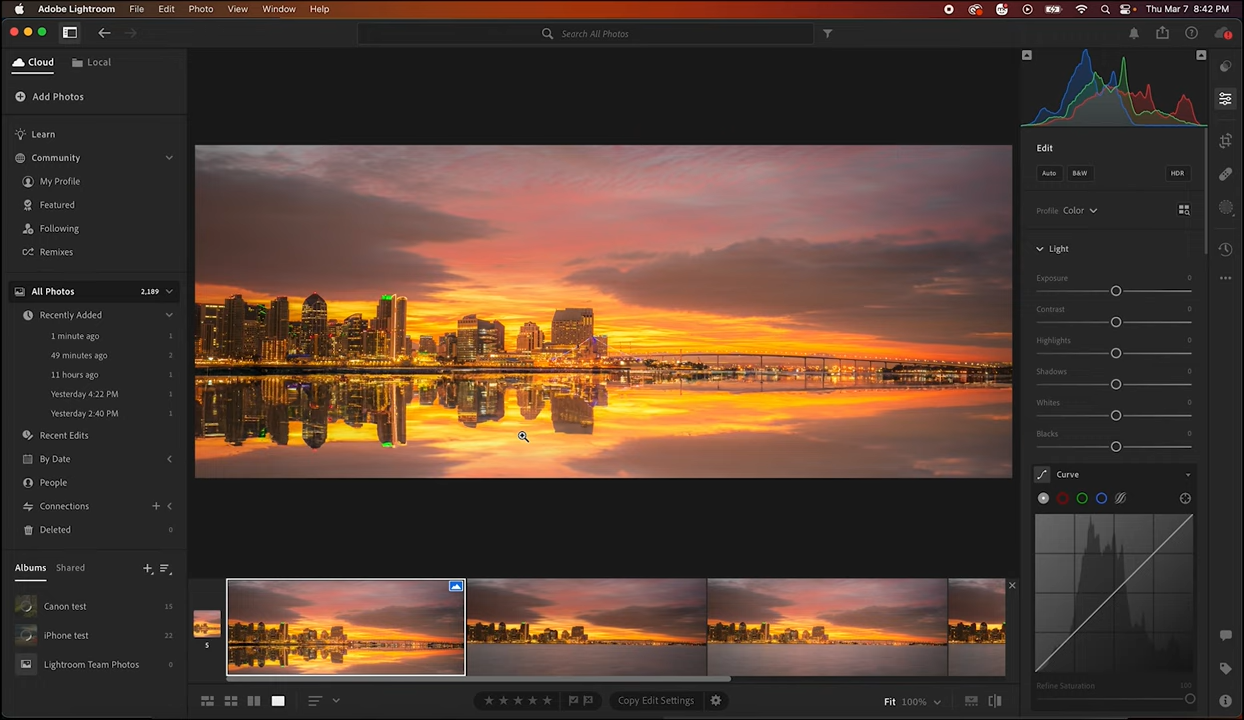 Adobe Lightroom File Edit Photo View Window Help Thu Mar 7 8:42 PM
Search All Photos
Cloud Local
Add Photos
Learn
Community
My Profile
Featured
Following
Remixes
All Photos 2,189
Recently Added
1 minute ago 1
49 minutes ago 2
11 hours ago 1
Yesterday 4:22 PM 1
Yesterday 2:40 PM 1
Recent Edits
By Date
People
Connections
Deleted 0
Albums Shared
Canon test 15
iPhone test 22
Lightroom Team Photos 0
5
Copy Edit Settings
Fit 100%
Edit
Auto B&W HDR
Profile Color
Light
Exposure 0
Contrast 0
Highlights 0
Shadows 0
Whites 0
Blacks 0
Curve
Refine Saturation 100